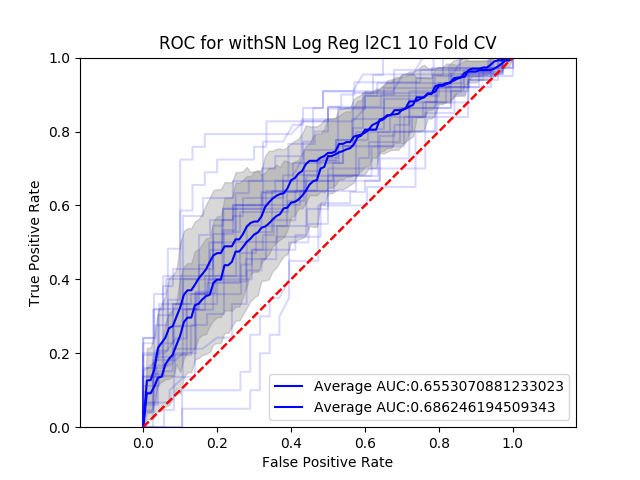 ROC for withSN Log Reg l2C1 10 Fold CV
True Positive Rate
1.0
0.8
0.6
0.4
0.2
0.0
Average AUC:0.6553070881233023
Average AUC:0.686246194509343
0.0 0.2 0.4 0.6 0.8 1.0
False Positive Rate